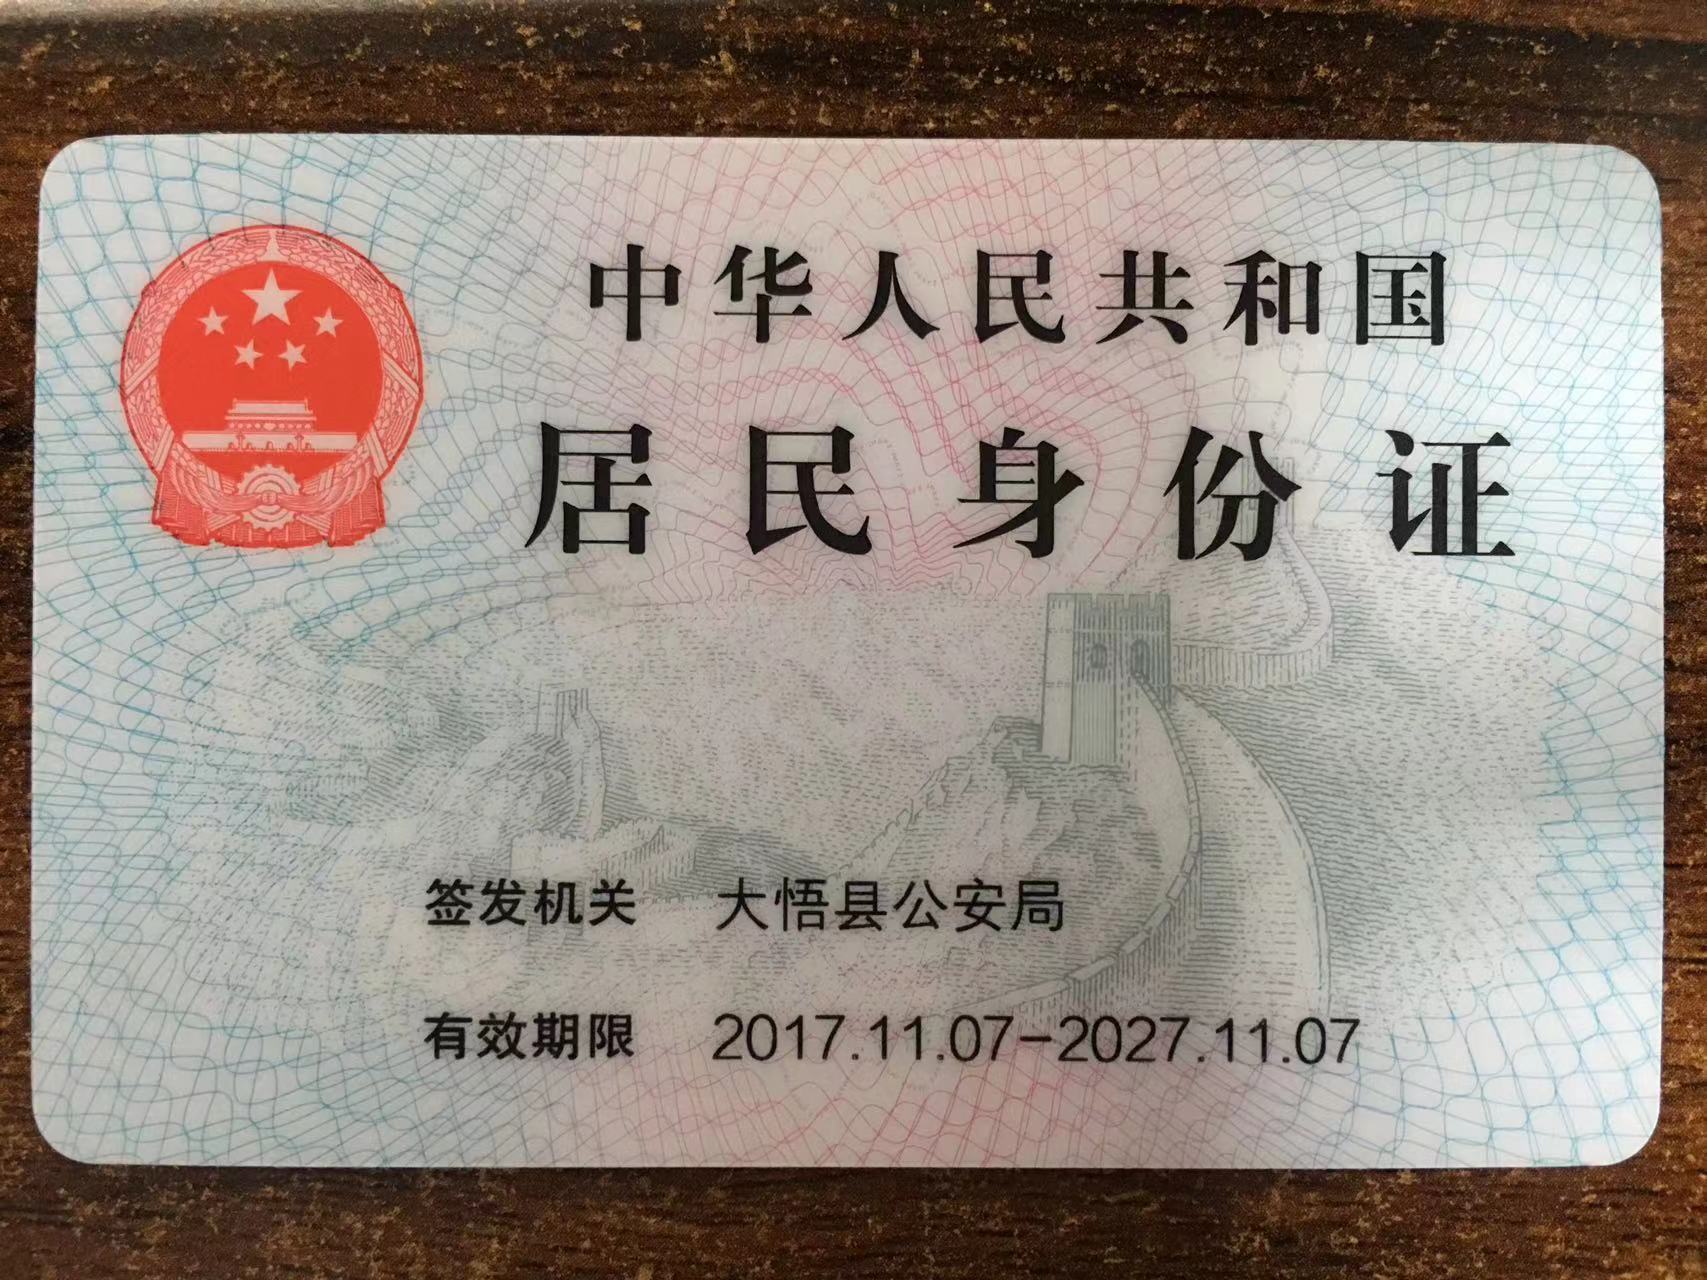 中华人民共和国
居民身份证
签发机关 大悟县公安局
有效期限 2017.11.07-2027.11.07